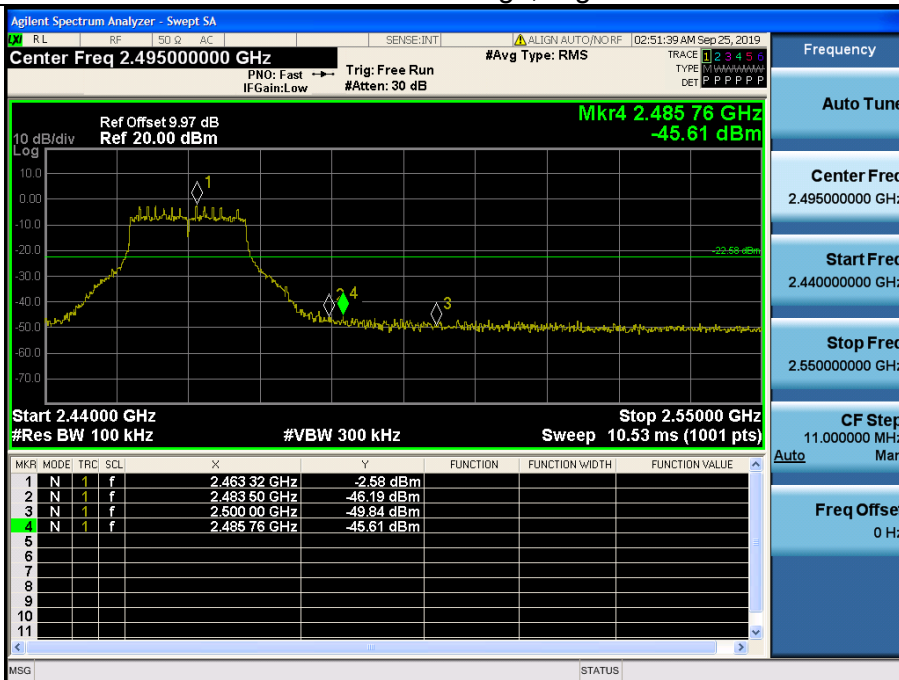 Agilent Spectrum Analyzer - Swept SA
LXI RL RF 50 Ω AC SENSE:INT ALIGN AUTO/NO RF 02:51:39 AM Sep 25, 2019
Center Freq 2.495000000 GHz #Avg Type: RMS TRACE 1 2 3 4 5 6
PNO: Fast Trig: Free Run TYPE M WWWWW
IFGain:Low #Atten: 30 dB DET P P P P P P
Mkr4 2.485 76 GHz
-45.61 dBm
Ref Offset 9.97 dB
10 dB/div Ref 20.00 dBm
Log
10.0
0.00
-10.0
-20.0
-30.0
-40.0
-50.0
-60.0
-70.0
1
-22.58 dBm
2 4
3
Start 2.44000 GHz Stop 2.55000 GHz
#Res BW 100 kHz #VBW 300 kHz Sweep 10.53 ms (1001 pts)
MKR MODE TRC SCL X Y FUNCTION FUNCTION WIDTH FUNCTION VALUE
1 N 1 f 2.463 32 GHz -2.58 dBm
2 N 1 f 2.483 50 GHz -46.19 dBm
3 N 1 f 2.500 00 GHz -49.84 dBm
4 N 1 f 2.485 76 GHz -45.61 dBm
5
6
7
8
9
10
11
MSG STATUS
Frequency
Auto Tune
Center Freq
2.495000000 GHz
Start Freq
2.440000000 GHz
Stop Freq
2.550000000 GHz
CF Step
11.000000 MHz
Auto Man
Freq Offset
0 Hz